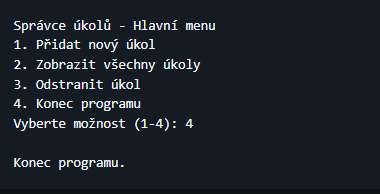 Správce úkolů - Hlavní menu
1. Přidat nový úkol
2. Zobrazit všechny úkoly
3. Odstranit úkol
4. Konec programu
Vyberte možnost (1-4): 4
Konec programu.